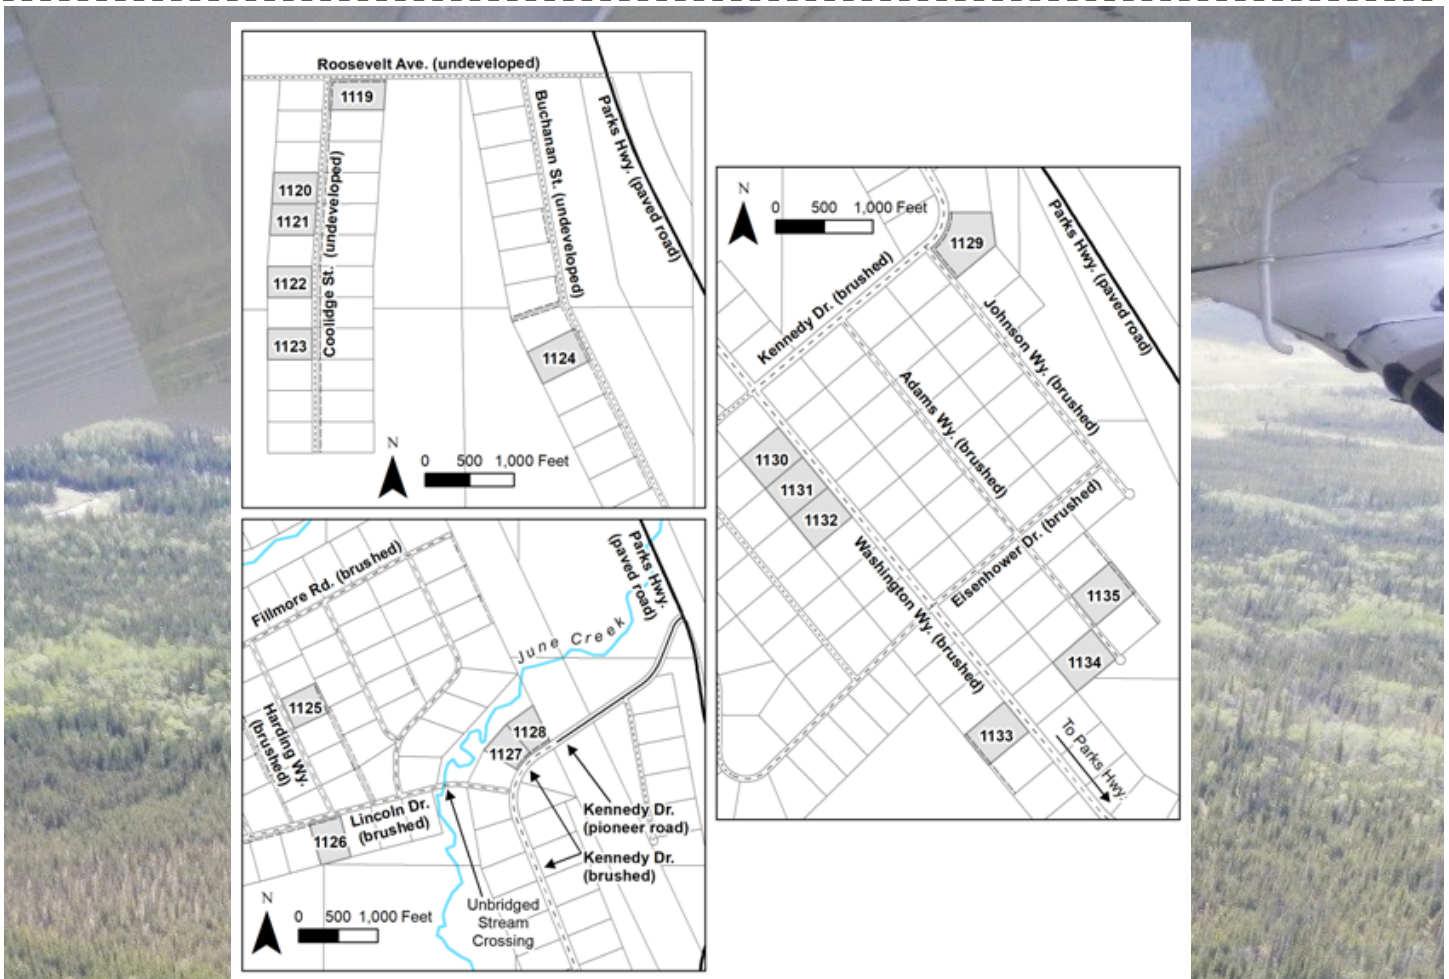 Roosevelt Ave. (undeveloped)
1119
Buchanan St. (undeveloped)
Parks Hwy. (paved road)
1120
1121
Coolidge St. (undeveloped)
1122
1123
1124
N
0 500 1,000 Feet
N
0 500 1,000 Feet
1129
Parks Hwy. (paved road)
Kennedy Dr. (brushed)
Johnson Wy. (brushed)
Adams Wy. (brushed)
1130
1131
1132
Washington Wy. (brushed)
Eisenhower Dr. (brushed)
1135
1134
1133
To Parks Hwy.
Fillmore Rd. (brushed)
Parks Hwy.
(paved road)
June Creek
1125
Harding Wy.
(brushed)
1128
1127
Lincoln Dr.
(brushed)
1126
Kennedy Dr.
(pioneer road)
Kennedy Dr.
(brushed)
Unbridged
Stream
Crossing
N
0 500 1,000 Feet